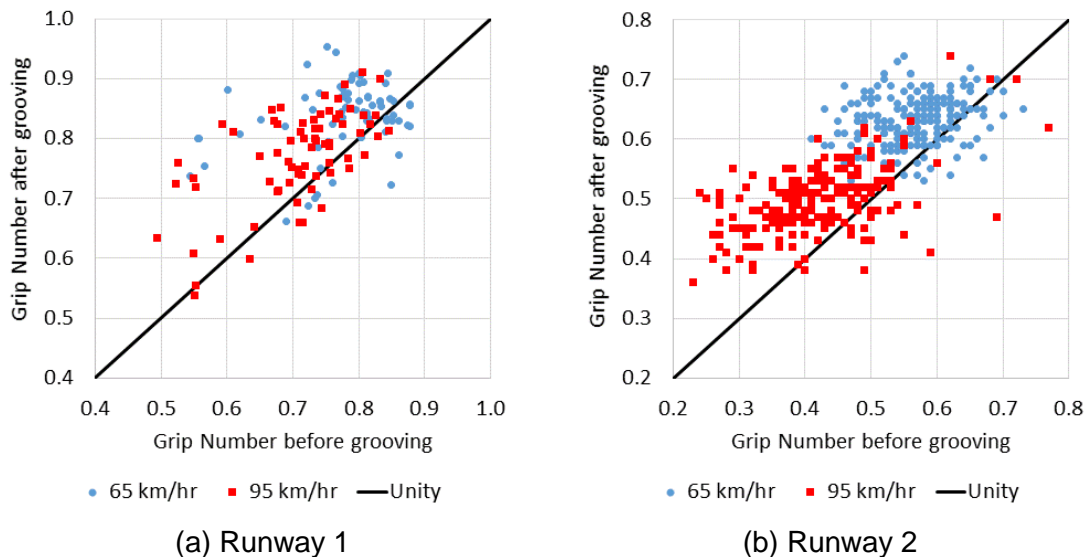 Grip Number after grooving
1.0
0.9
0.8
0.7
0.6
0.5
0.4
0.4 0.5 0.6 0.7 0.8 0.9 1.0
Grip Number before grooving
65 km/hr 95 km/hr Unity
(a) Runway 1
Grip Number after grooving
0.8
0.7
0.6
0.5
0.4
0.3
0.2
0.2 0.3 0.4 0.5 0.6 0.7 0.8
Grip Number before grooving
65 km/hr 95 km/hr Unity
(b) Runway 2